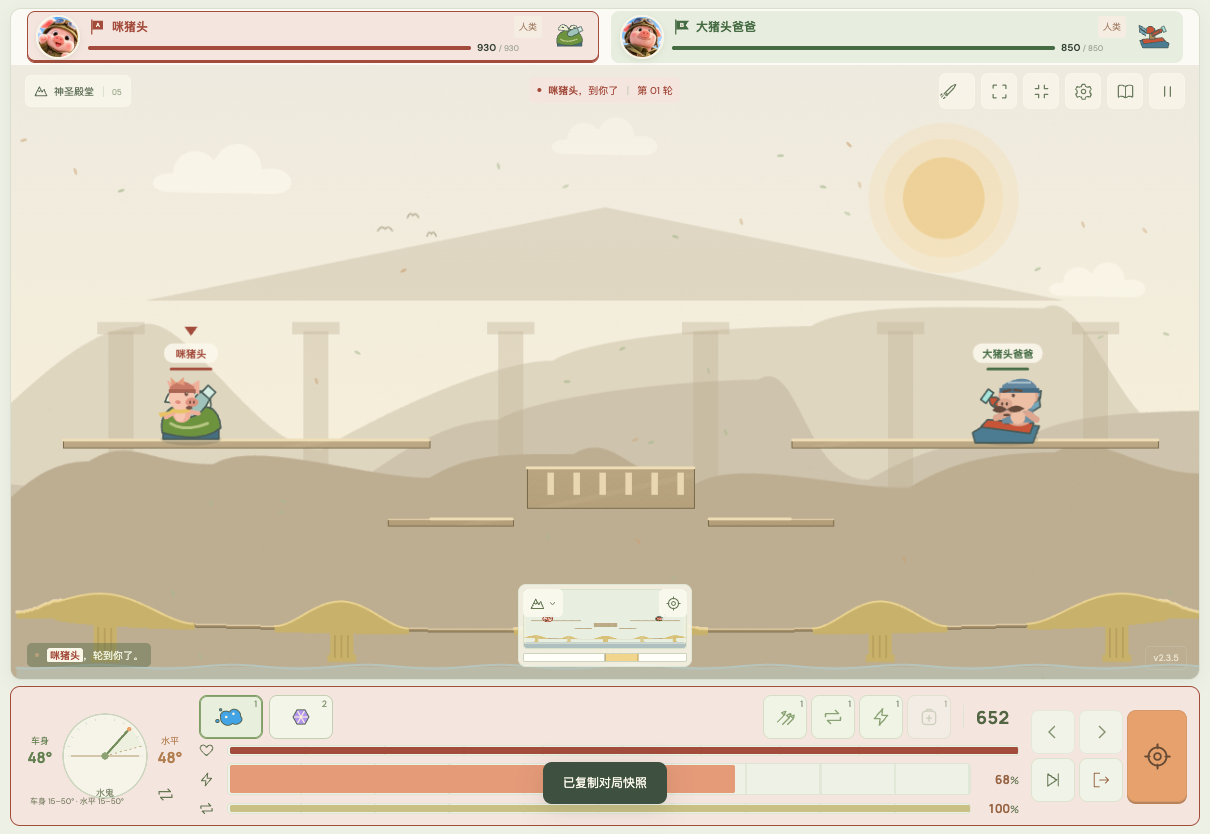 A
咪猪头
人类
930 / 930
B
大猪头爸爸
人类
850 / 850
神圣殿堂
05
咪猪头，到你了
第 01 轮
咪猪头
大猪头爸爸
咪猪头，轮到你了。
v2.3.5
车身
48°
水平
48°
水鬼
车身 15–50° · 水平 15–50°
1
2
1
1
1
1
652
68%
100%
已复制对局快照